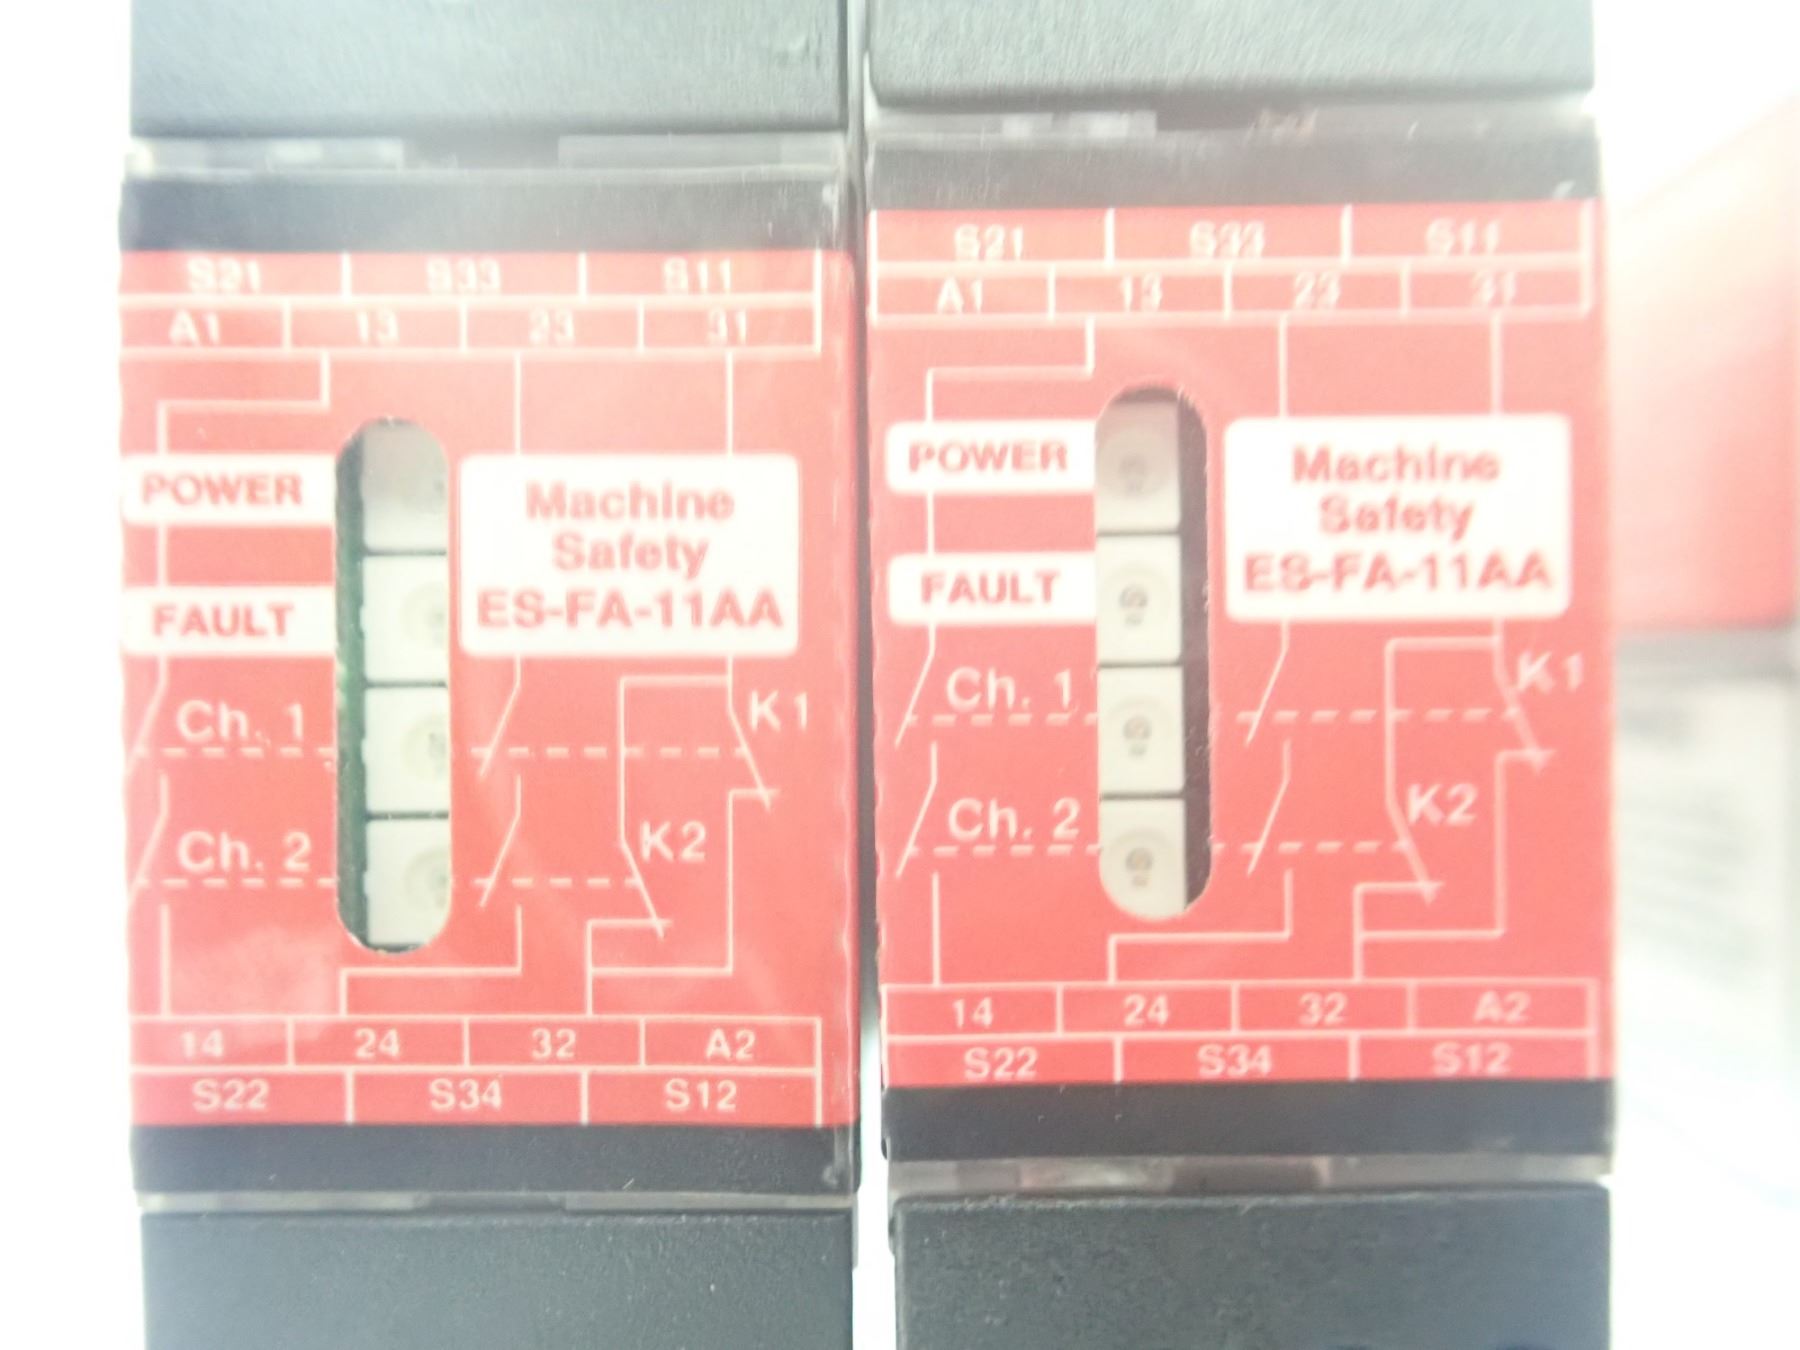 S21 S33 S11
A1 13 23 31
POWER
Machine
Safety
ES-FA-11AA
FAULT
Ch. 1
K1
Ch. 2
K2
14 24 32 A2
S22 S34 S12
S21 S33 S11
A1 13 23 31
POWER
Machine
Safety
ES-FA-11AA
FAULT
Ch. 1
K1
Ch. 2
K2
14 24 32 A2
S22 S34 S12